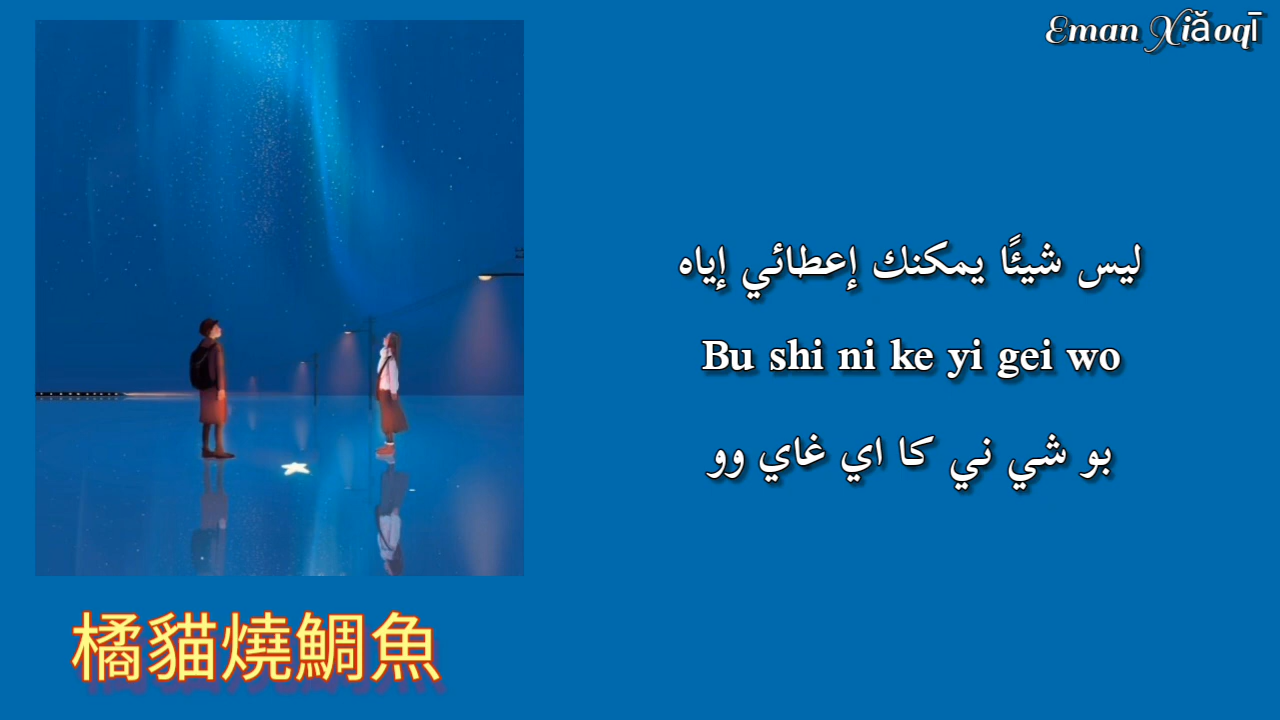 Eman Xiǎoqī
ليس شيئًا يمكنك إعطائي إياه
Bu shi ni ke yi gei wo
بو شي ني كا اي غاي وو
橘貓燒鯛魚